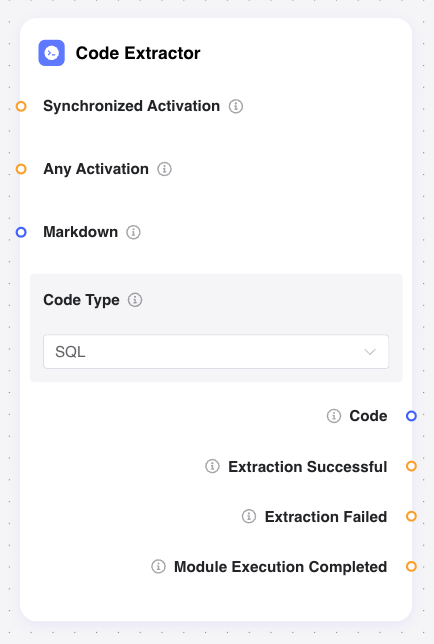 Code Extractor
Synchronized Activation
Any Activation
Markdown
Code Type
SQL
Code
Extraction Successful
Extraction Failed
Module Execution Completed